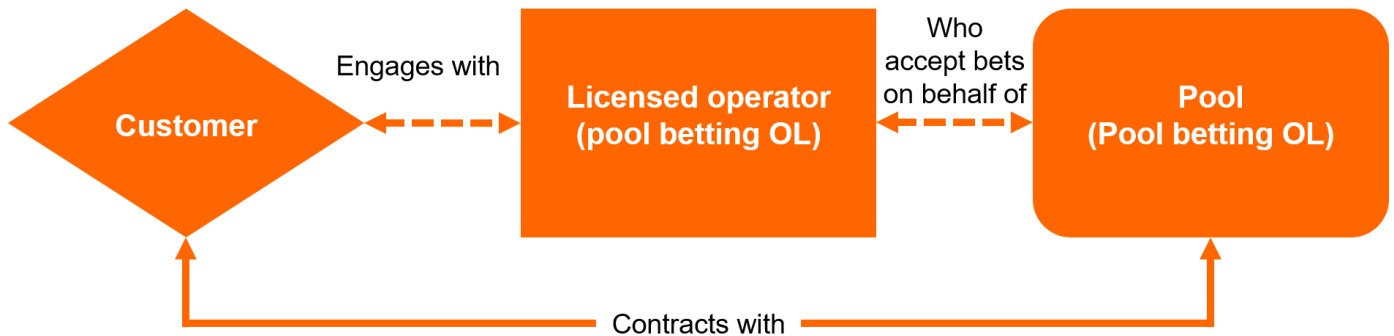 Customer
Engages with
Licensed operator
(pool betting OL)
Who
accept bets
on behalf of
Pool
(Pool betting OL)
Contracts with